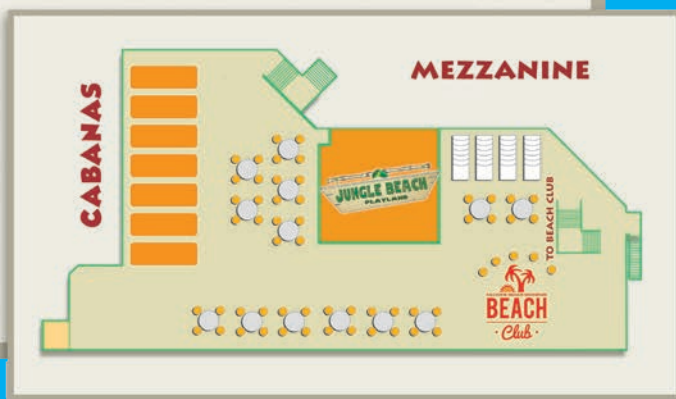 MEZZANINE
CABANAS
JUNGLE BEACH
PLAYLAND
TO BEACH CLUB
BEACH
Club